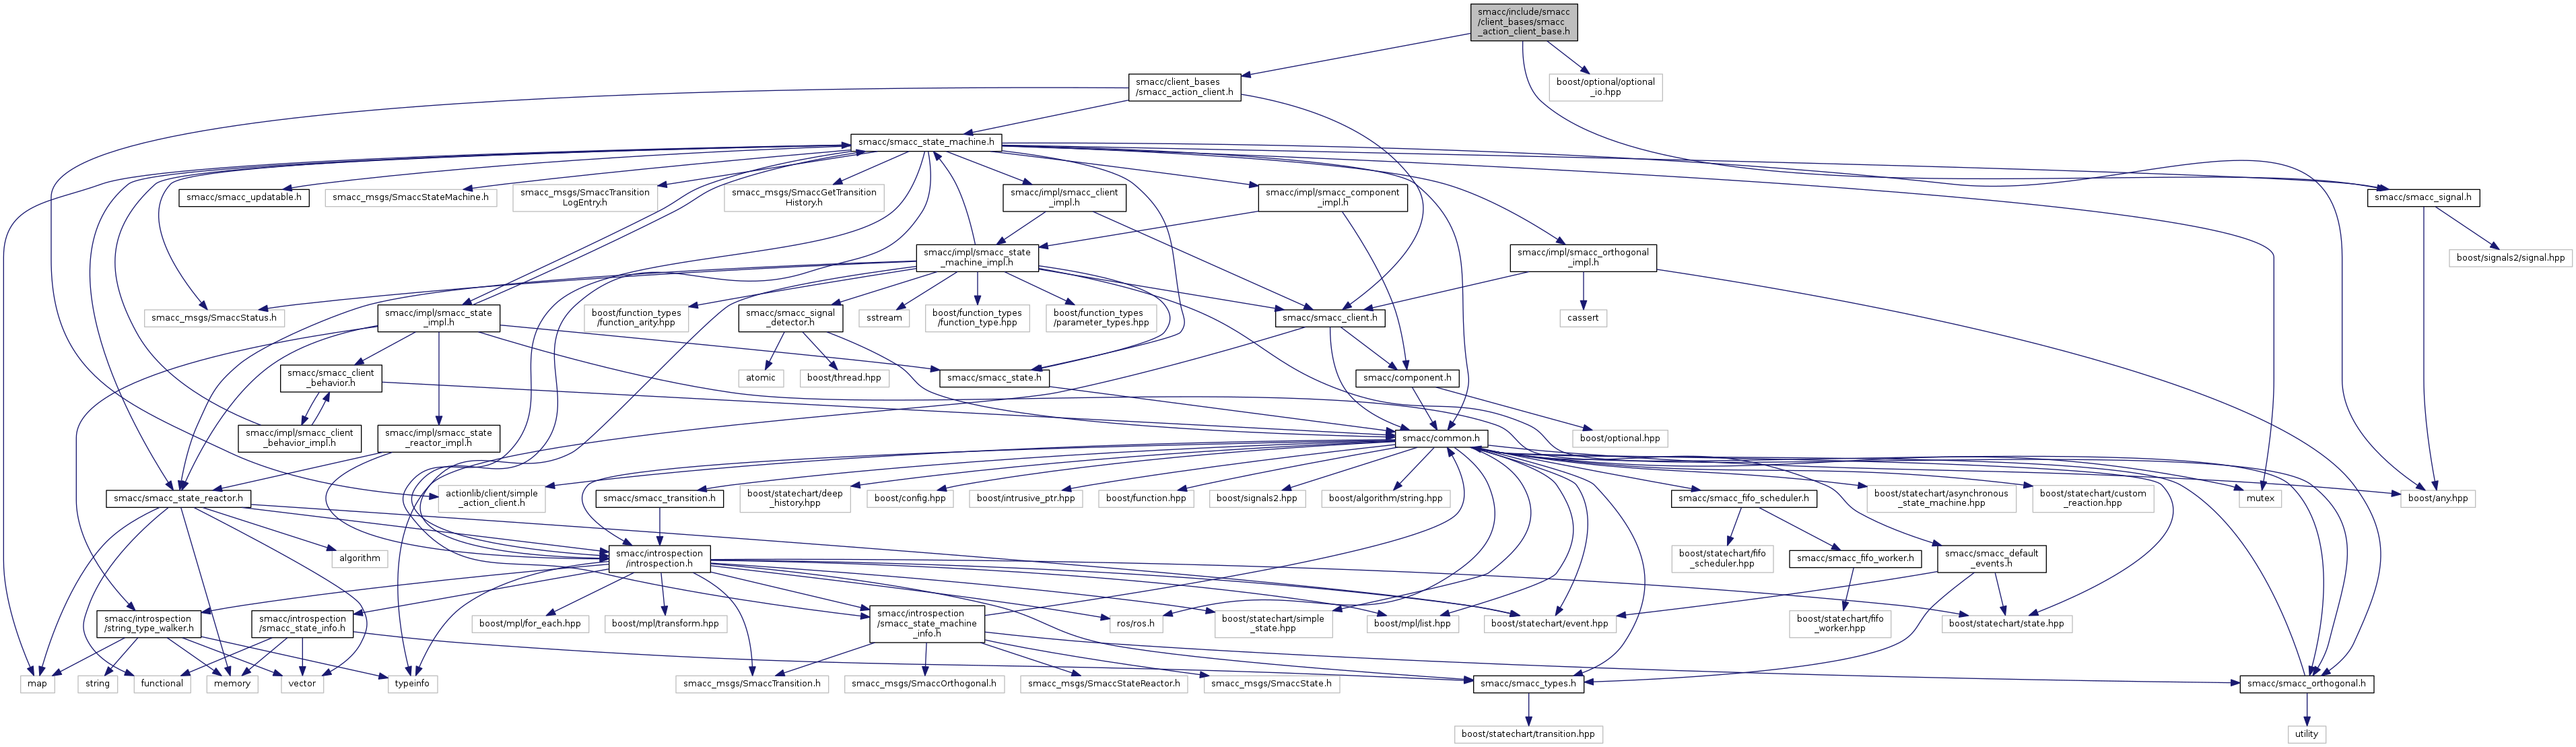 smacc/include/smacc
/client_bases/smacc
_action_client_base.h
smacc/client_bases
/smacc_action_client.h
boost/optional/optional
_io.hpp
smacc/smacc_state_machine.h
smacc/smacc_updatable.h
smacc_msgs/SmaccStateMachine.h
smacc_msgs/SmaccTransition
LogEntry.h
smacc_msgs/SmaccGetTransition
History.h
smacc/impl/smacc_client
_impl.h
smacc/impl/smacc_component
_impl.h
smacc/smacc_signal.h
smacc/impl/smacc_state
_machine_impl.h
smacc/impl/smacc_orthogonal
_impl.h
boost/signals2/signal.hpp
smacc_msgs/SmaccStatus.h
smacc/impl/smacc_state
_impl.h
boost/function_types
/function_arity.hpp
smacc/smacc_signal
_detector.h
sstream
boost/function_types
/function_type.hpp
boost/function_types
/parameter_types.hpp
smacc/smacc_client.h
cassert
smacc/smacc_client
_behavior.h
atomic
boost/thread.hpp
smacc/smacc_state.h
smacc/component.h
smacc/impl/smacc_client
_behavior_impl.h
smacc/impl/smacc_state
_reactor_impl.h
smacc/common.h
boost/optional.hpp
smacc/smacc_state_reactor.h
actionlib/client/simple
_action_client.h
smacc/smacc_transition.h
boost/statechart/deep
_history.hpp
boost/config.hpp
boost/intrusive_ptr.hpp
boost/function.hpp
boost/signals2.hpp
boost/algorithm/string.hpp
smacc/smacc_fifo_scheduler.h
boost/statechart/asynchronous
_state_machine.hpp
boost/statechart/custom
_reaction.hpp
mutex
boost/any.hpp
algorithm
smacc/introspection
/introspection.h
boost/statechart/fifo
_scheduler.hpp
smacc/smacc_fifo_worker.h
smacc/smacc_default
_events.h
smacc/introspection
/string_type_walker.h
smacc/introspection
/smacc_state_info.h
boost/mpl/for_each.hpp
boost/mpl/transform.hpp
smacc/introspection
/smacc_state_machine
_info.h
ros/ros.h
boost/statechart/simple
_state.hpp
boost/mpl/list.hpp
boost/statechart/event.hpp
boost/statechart/fifo
_worker.hpp
boost/statechart/state.hpp
map
string
functional
memory
vector
typeinfo
smacc_msgs/SmaccTransition.h
smacc_msgs/SmaccOrthogonal.h
smacc_msgs/SmaccStateReactor.h
smacc_msgs/SmaccState.h
smacc/smacc_types.h
smacc/smacc_orthogonal.h
boost/statechart/transition.hpp
utility